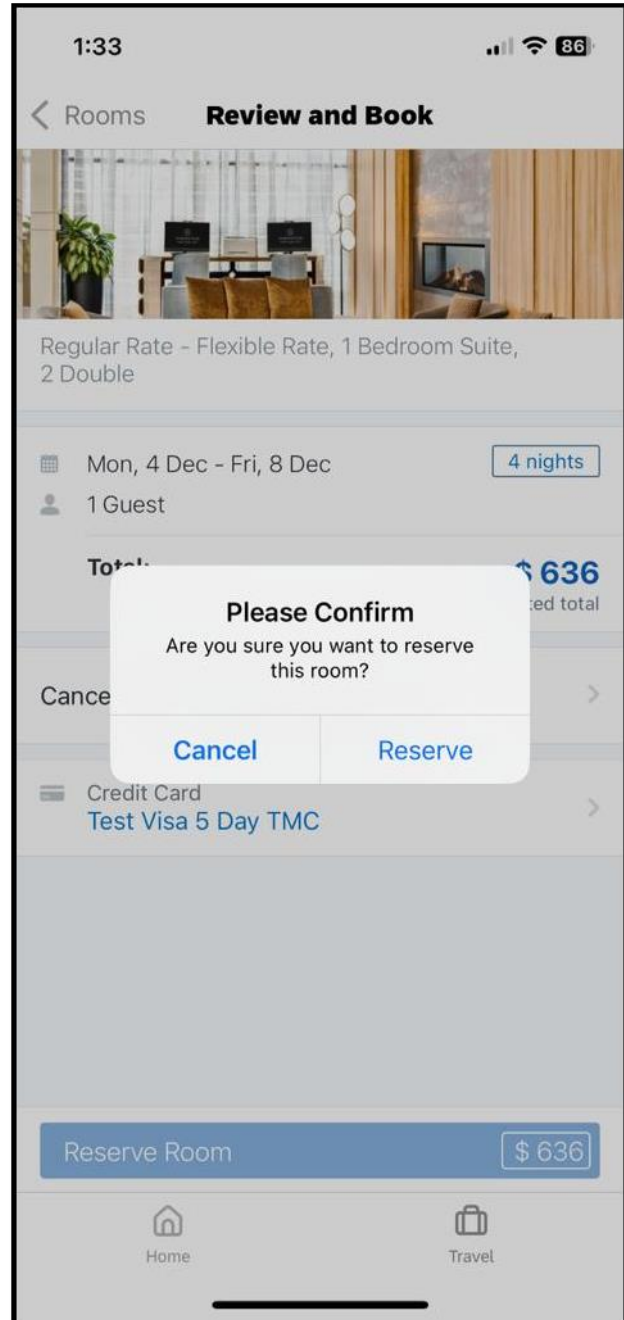 1:33
86
Rooms
Review and Book
Regular Rate - Flexible Rate, 1 Bedroom Suite,
2 Double
Mon, 4 Dec - Fri, 8 Dec
4 nights
1 Guest
$ 636
total
Please Confirm
Are you sure you want to reserve
this room?
Cancel
Reserve
Credit Card
Test Visa 5 Day TMC
Reserve Room
$ 636
Home
Travel